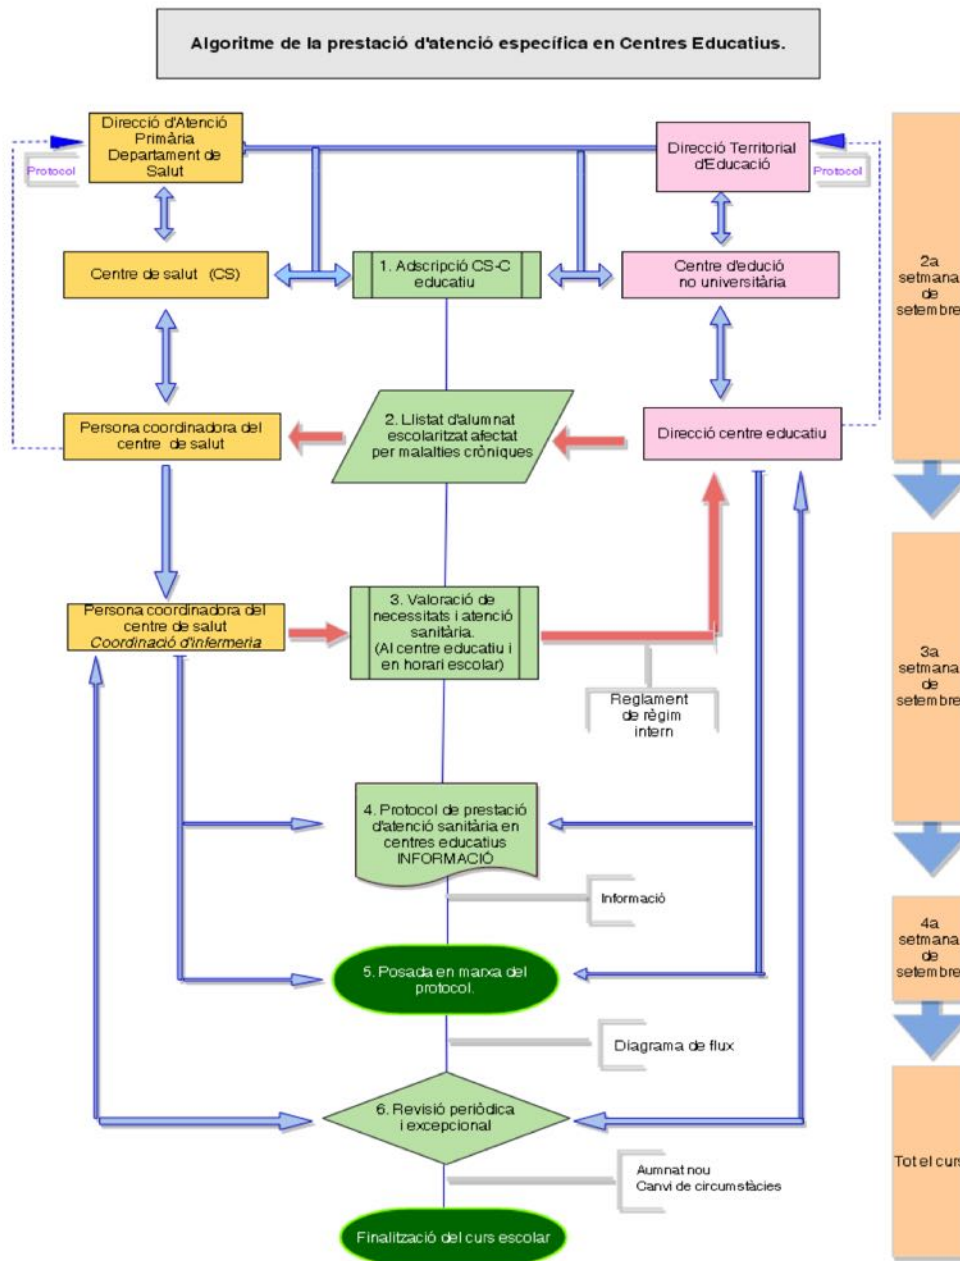 Algoritme de la prestació d'atenció específica en Centres Educatius.
Direcció d'Atenció
Primària
Departament de
Salut
Direcció Territorial
d'Educació
Protocol
Protocol
2a
setmana
de
setembre
Centre de salut (CS)
1. Adscripció CS-C
educatiu
Centre d'edució
no universitària
Persona coordinadora del
centre de salut
2. Llistat d'alumnat
escolaritzat afectat
per malalties cròniques
Direcció centre educatiu
Persona coordinadora del
centre de salut
Coordinació d'infermeria
3. Valoració de
necessitats i atenció
sanitària.
(Al centre educatiu i
en horari escolar)
3a
setmana
de
setembre
Reglament
de règim
intern
4. Protocol de prestació
d'atenció sanitària en
centres educatius
INFORMACIÓ
Informació
4a
setmana
de
setembre
5. Posada en marxa del
protocol.
Diagrama de flux
6. Revisió periòdica
i excepcional
Tot el curs
Aumnat nou
Canvi de circumstàcies
Finalització del curs escolar